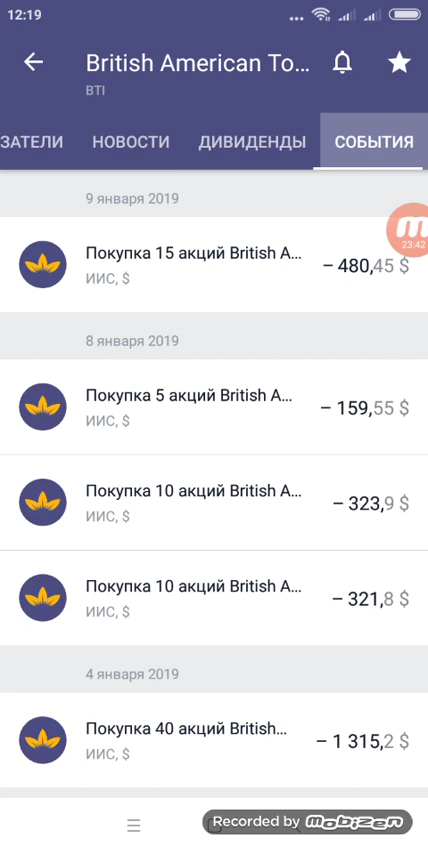 12:19
British American To...
BTI
ЗАТЕЛИ НОВОСТИ ДИВИДЕНДЫ СОБЫТИЯ
9 января 2019
23:42
Покупка 15 акций British A...
– 480,45 $
ИИС, $
8 января 2019
Покупка 5 акций British A...
– 159,55 $
ИИС, $
Покупка 10 акций British A...
– 323,9 $
ИИС, $
Покупка 10 акций British A...
– 321,8 $
ИИС, $
4 января 2019
Покупка 40 акций British...
– 1 315,2 $
ИИС, $
Recorded by mobizen